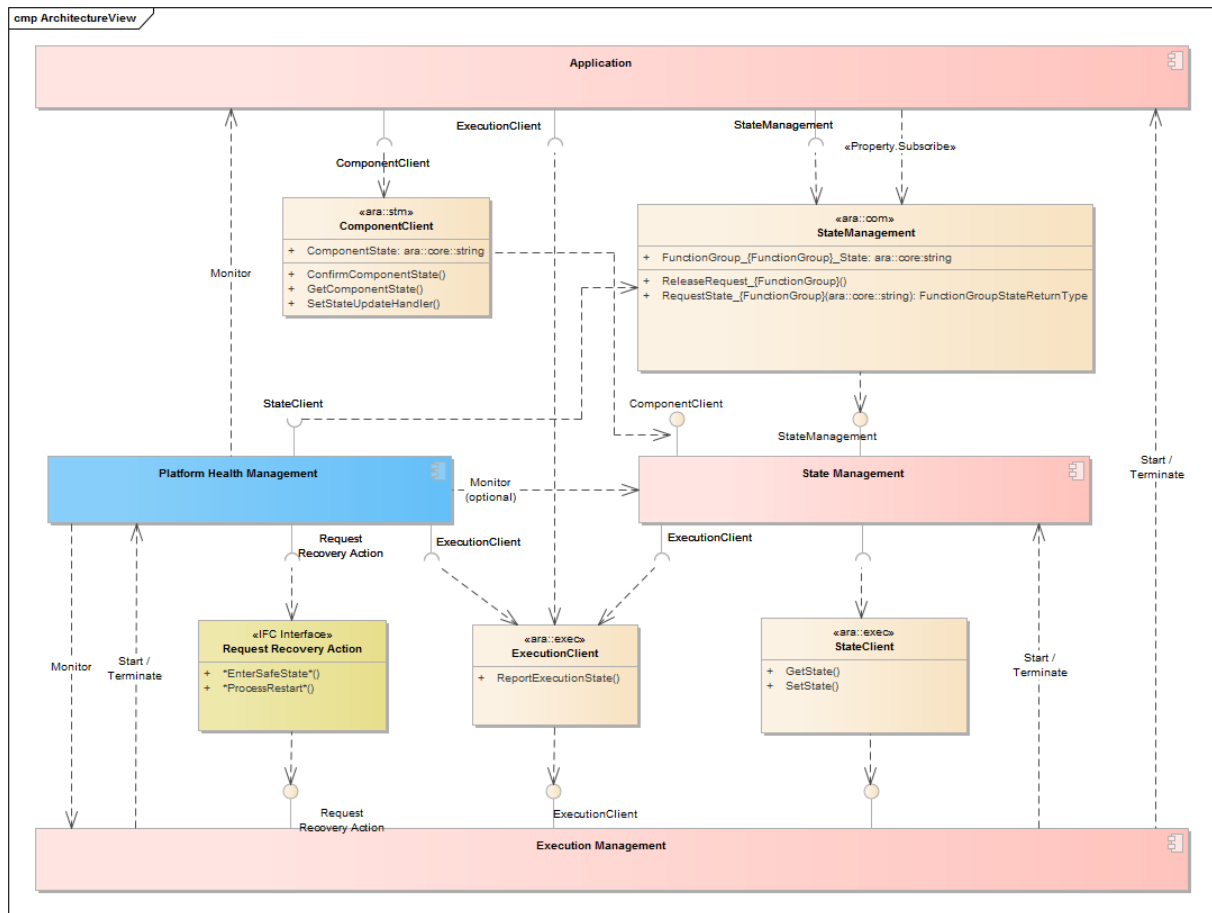 cmp ArchitectureView
Application
ExecutionClient
StateManagement
«Property.Subscribe»
ComponentClient
«ara::stm»
ComponentClient
+ ComponentState: ara::core::string
+ ConfirmComponentState()
+ GetComponentState()
+ SetStateUpdateHandler()
«ara::com»
StateManagement
+ FunctionGroup_{FunctionGroup}_State: ara::core:string
+ ReleaseRequest_{FunctionGroup}()
+ RequestState_{FunctionGroup}(ara::core::string): FunctionGroupStateReturnType
Monitor
StateClient
ComponentClient
StateManagement
Platform Health Management
Monitor
(optional)
State Management
Start /
Terminate
Request
Recovery Action
ExecutionClient
ExecutionClient
«IFC Interface»
Request Recovery Action
+ *EnterSafeState*()
+ *ProcessRestart*()
«ara::exec»
ExecutionClient
+ ReportExecutionState()
«ara::exec»
StateClient
+ GetState()
+ SetState()
Monitor
Start /
Terminate
Start /
Terminate
Request
Recovery Action
ExecutionClient
Execution Management